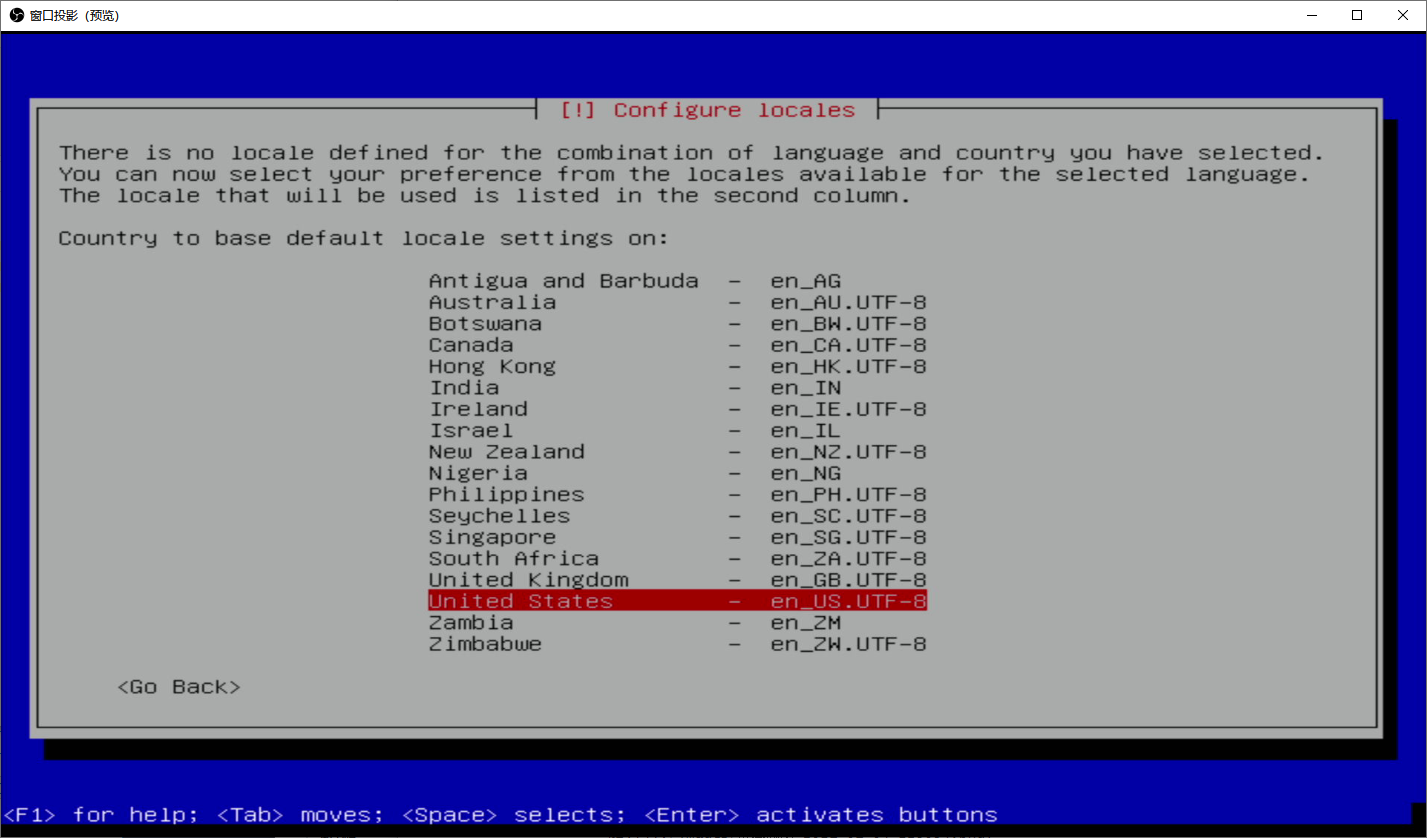 窗口投影 (预览)
[!] Configure locales
There is no locale defined for the combination of language and country you have selected.
You can now select your preference from the locales available for the selected language.
The locale that will be used is listed in the second column.
Country to base default locale settings on:
Antigua and Barbuda - en_AG
Australia - en_AU.UTF-8
Botswana - en_BW.UTF-8
Canada - en_CA.UTF-8
Hong Kong - en_HK.UTF-8
India - en_IN
Ireland - en_IE.UTF-8
Israel - en_IL
New Zealand - en_NZ.UTF-8
Nigeria - en_NG
Philippines - en_PH.UTF-8
Seychelles - en_SC.UTF-8
Singapore - en_SG.UTF-8
South Africa - en_ZA.UTF-8
United Kingdom - en_GB.UTF-8
United States - en_US.UTF-8
Zambia - en_ZM
Zimbabwe - en_ZW.UTF-8
<Go Back>
<F1> for help; <Tab> moves; <Space> selects; <Enter> activates buttons